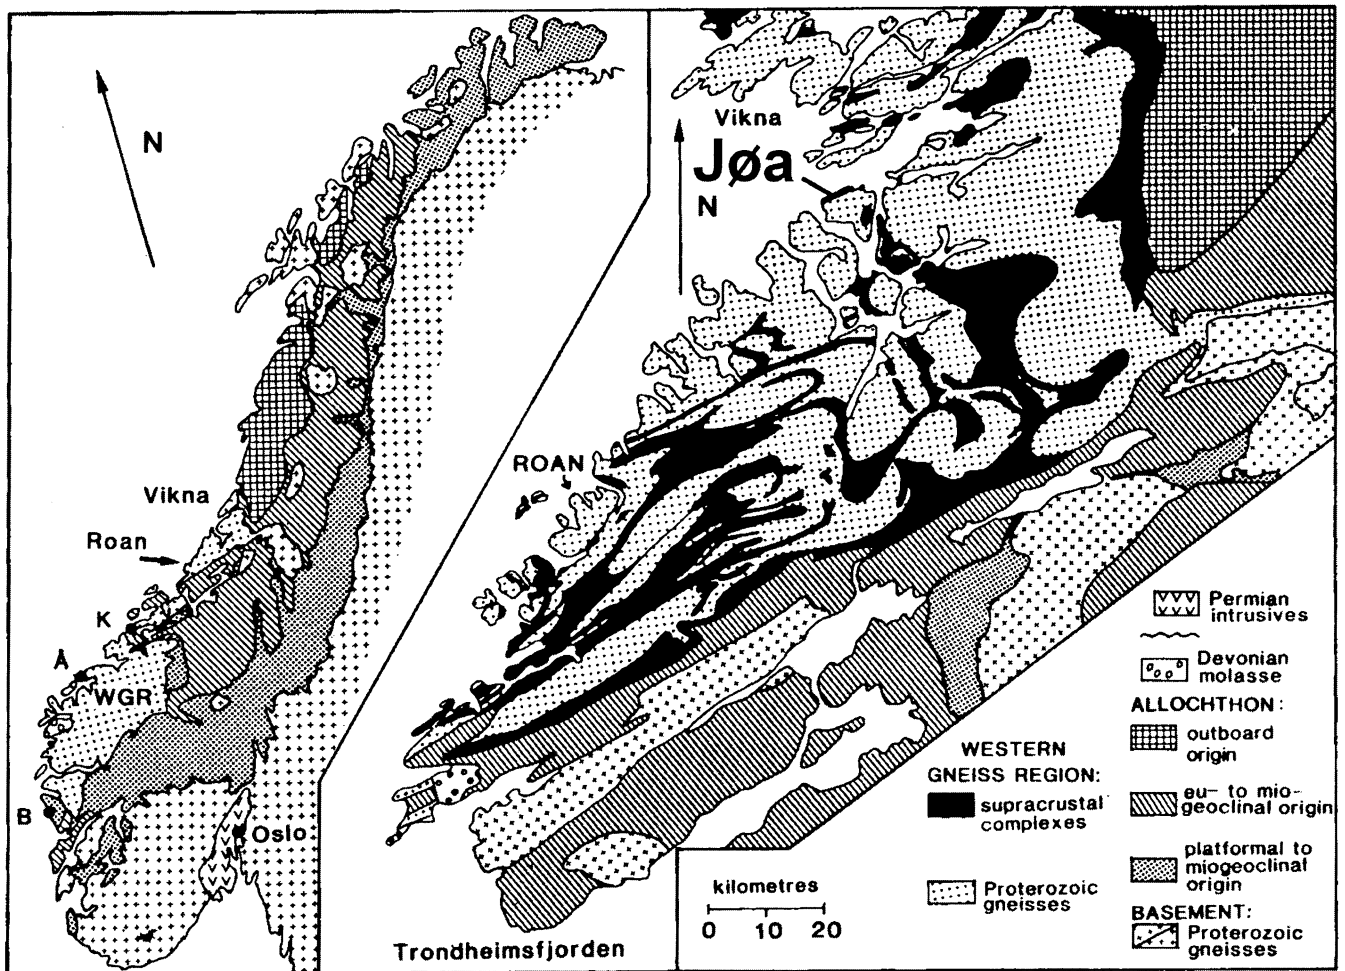 N
Vikna
Roan
K
Å
WGR
B
Oslo
Vikna
Jøa
N
ROAN
Trondheimsfjorden
kilometres
0 10 20
WESTERN
GNEISS REGION:
supracrustal
complexes
Proterozoic
gneisses
Permian
intrusives
Devonian
molasse
ALLOCHTHON:
outboard
origin
eu- to mio-
geoclinal origin
platformal to
miogeoclinal
origin
BASEMENT:
Proterozoic
gneisses